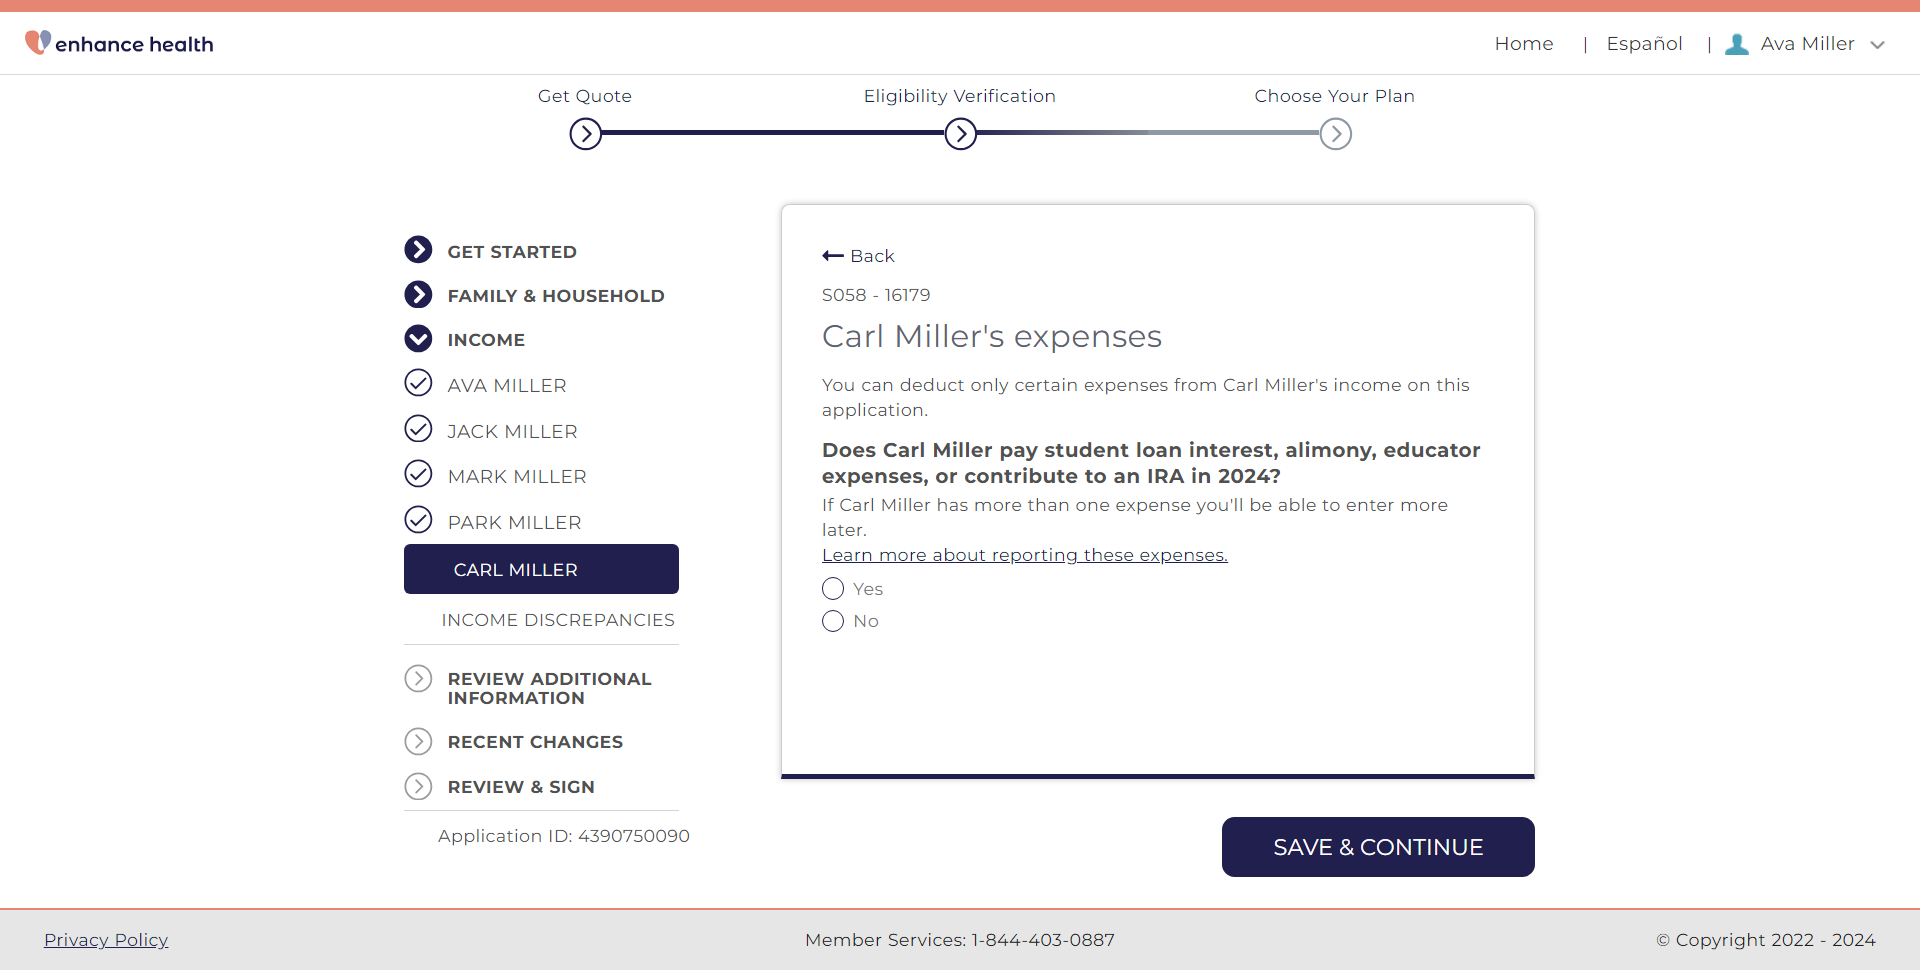 enhance health
Home | Español | Ava Miller
Get Quote
Eligibility Verification
Choose Your Plan
GET STARTED
FAMILY & HOUSEHOLD
INCOME
AVA MILLER
JACK MILLER
MARK MILLER
PARK MILLER
CARL MILLER
INCOME DISCREPANCIES
REVIEW ADDITIONAL
INFORMATION
RECENT CHANGES
REVIEW & SIGN
Application ID: 4390750090
Back
S058 - 16179
Carl Miller's expenses
You can deduct only certain expenses from Carl Miller's income on this
application.
Does Carl Miller pay student loan interest, alimony, educator
expenses, or contribute to an IRA in 2024?
If Carl Miller has more than one expense you'll be able to enter more
later.
Learn more about reporting these expenses.
Yes
No
SAVE & CONTINUE
Privacy Policy
Member Services: 1-844-403-0887
© Copyright 2022 - 2024